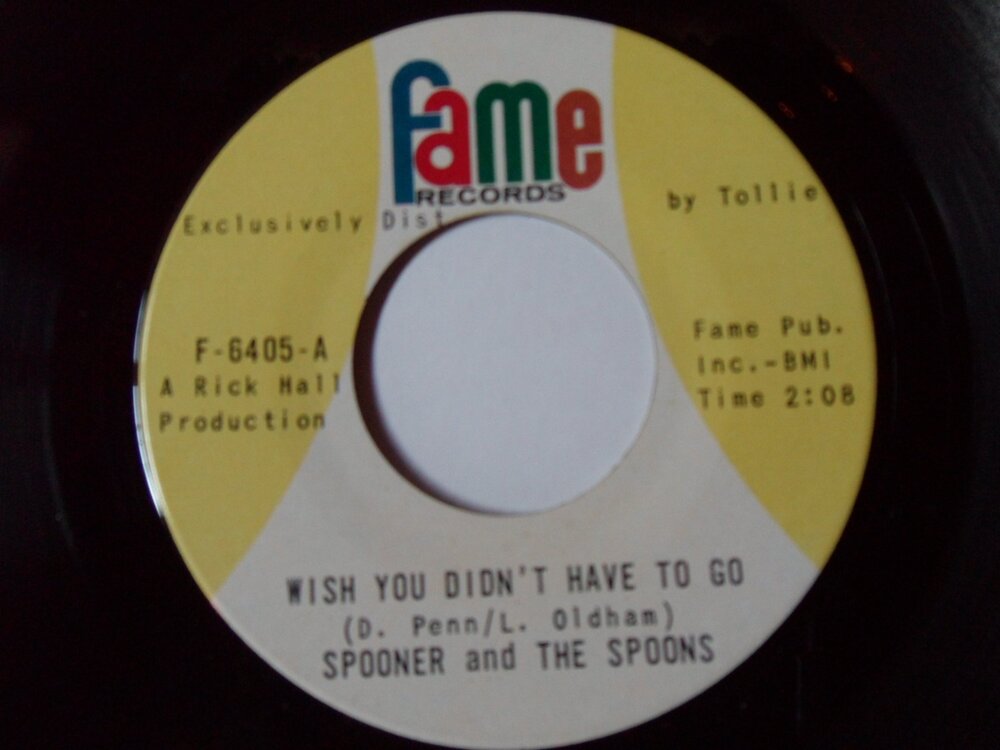 fame
RECORDS
Exclusively Dist by Tollie
F-6405-A
A Rick Hall
Production
Fame Pub.
Inc.-BMI
Time 2:08
WISH YOU DIDN'T HAVE TO GO
(D. Penn/L. Oldham)
SPOONER and THE SPOONS